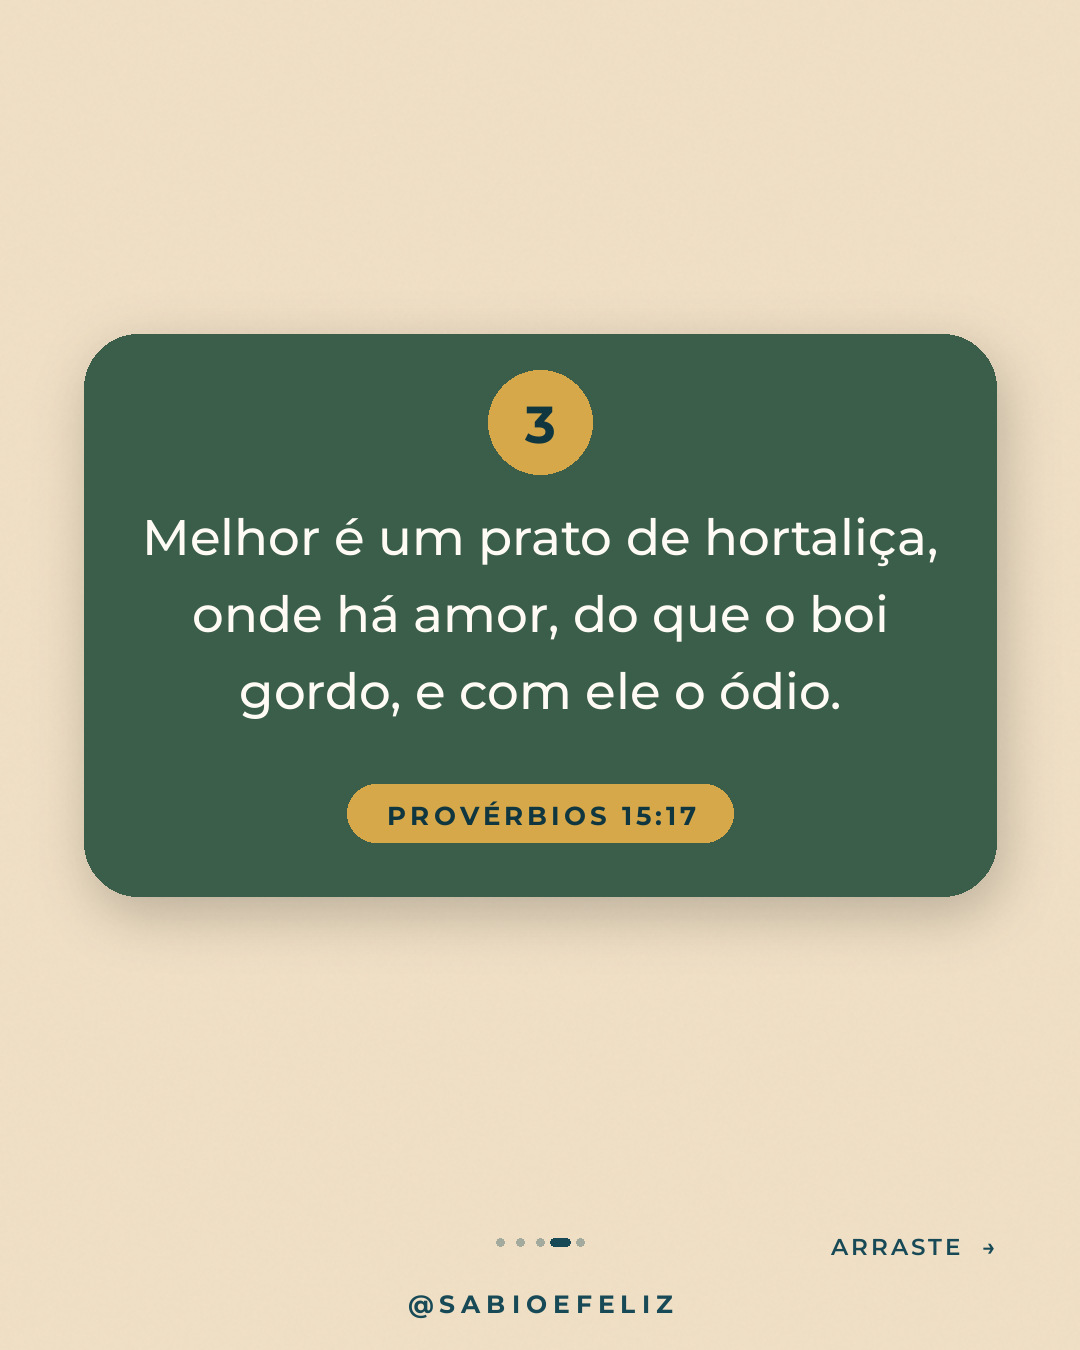 3
Melhor é um prato de hortaliça,
onde há amor, do que o boi
gordo, e com ele o ódio.
PROVÉRBIOS 15:17
ARRASTE →
@SABIOEFELIZ